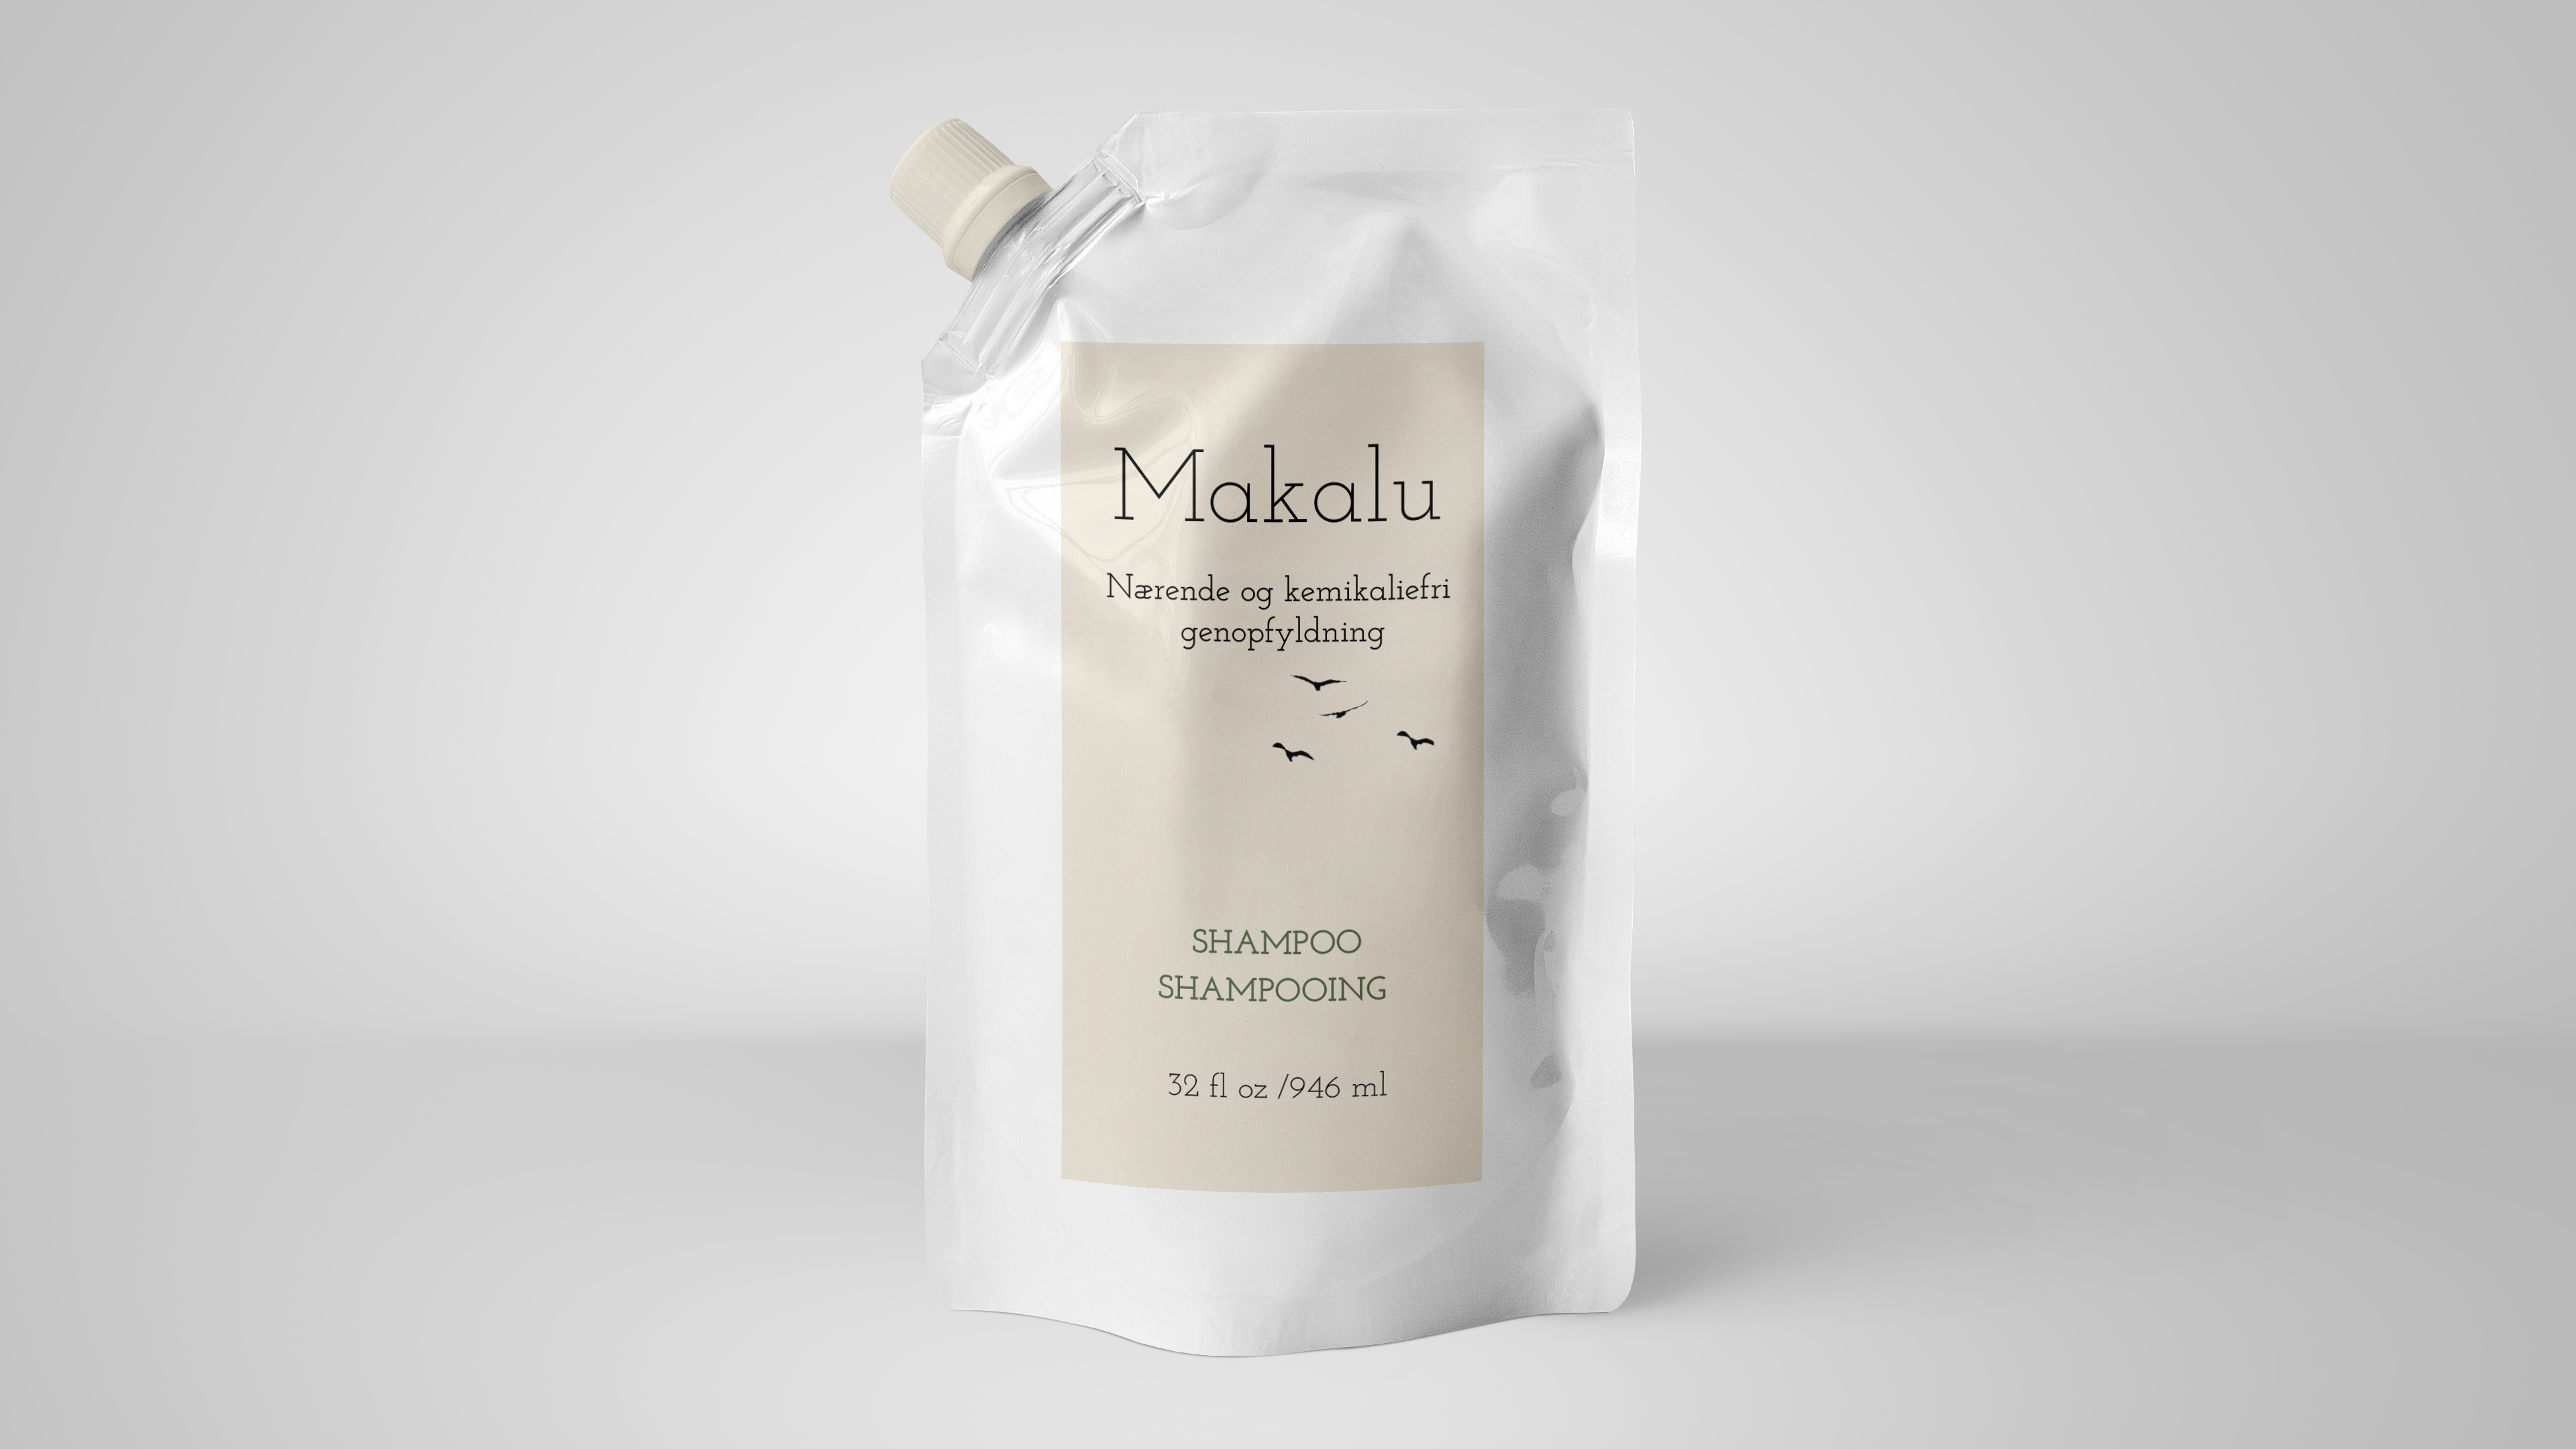 Makalu
Nærende og kemikaliefri
genopfyldning
SHAMPOO
SHAMPOOING
32 fl oz /946 ml